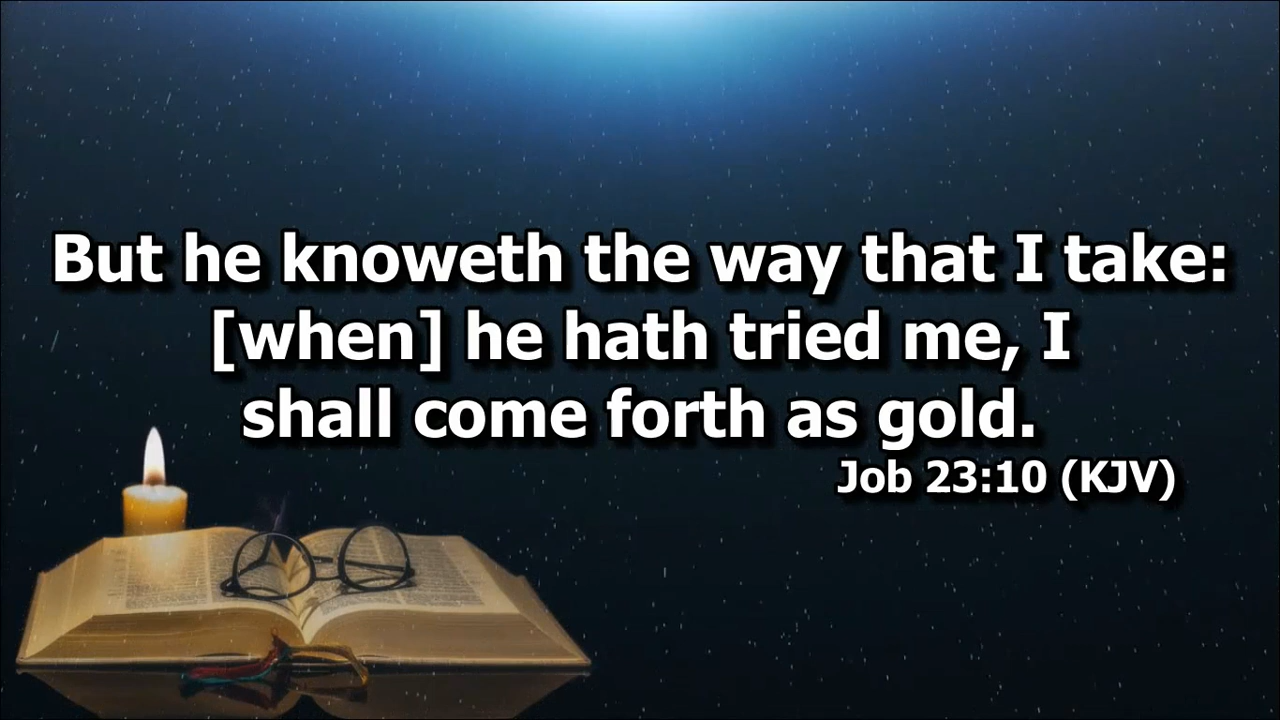 But he knoweth the way that I take:
[when] he hath tried me, I
shall come forth as gold.
Job 23:10 (KJV)